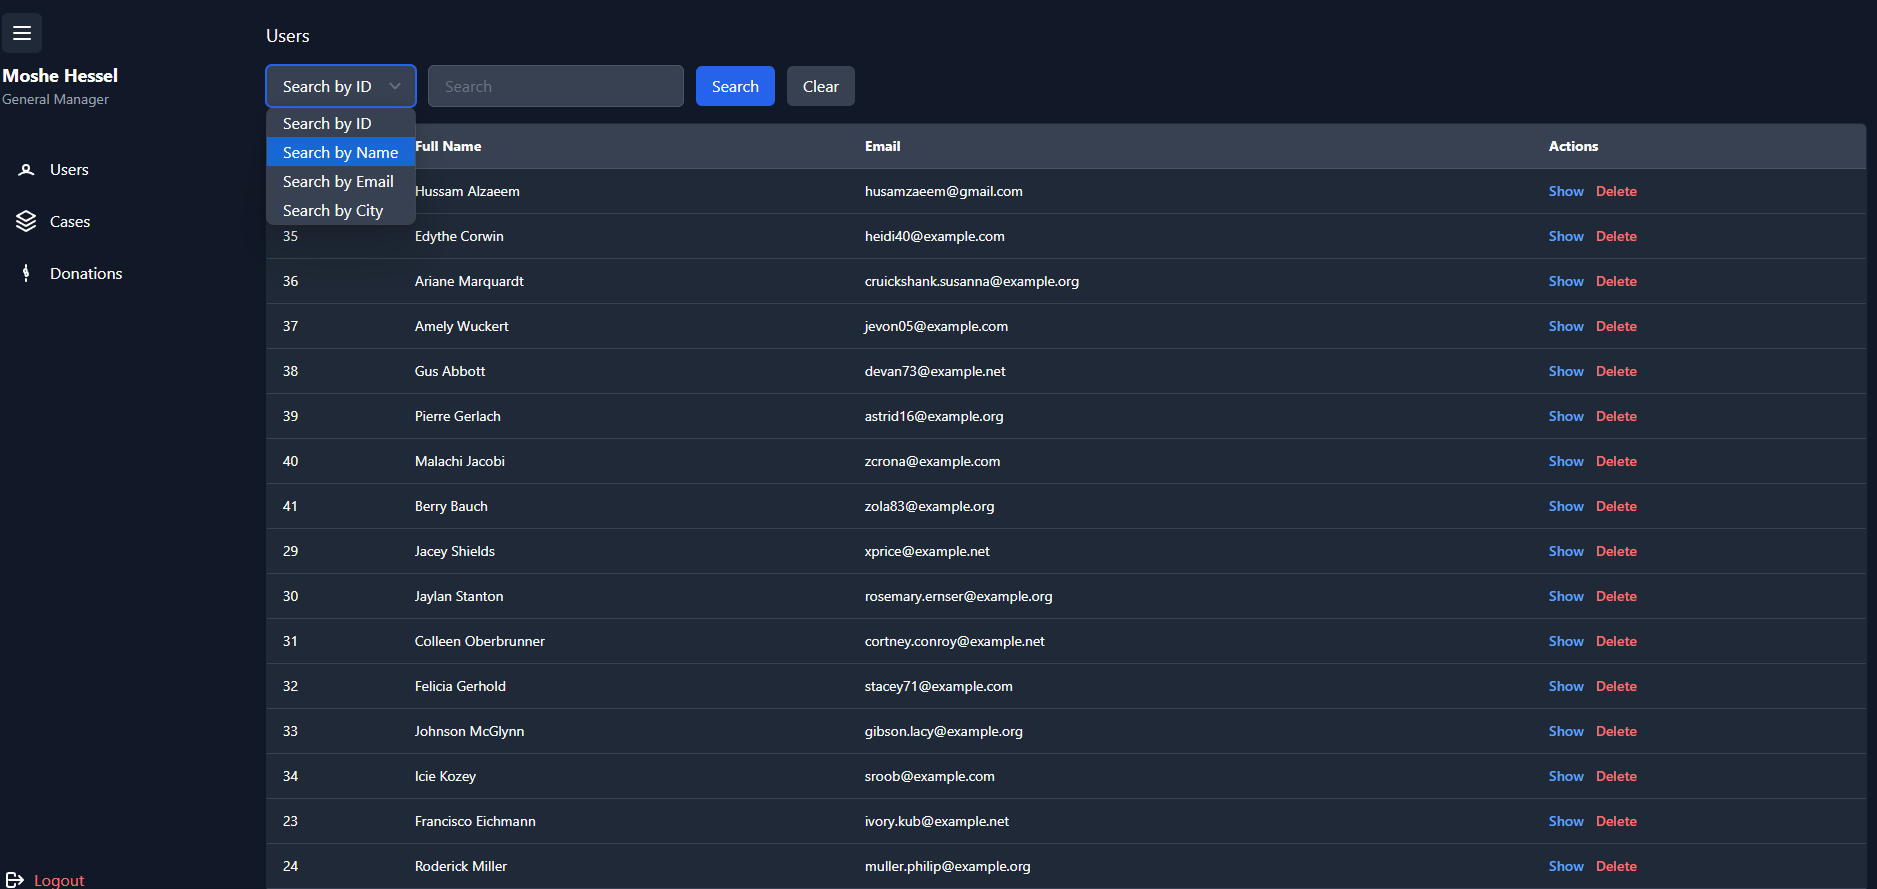 Moshe Hessel
General Manager
Users
Cases
Donations
Logout
Users
Search by ID Search Search Clear
Search by ID
Search by Name
Search by Email
Search by City
Full Name Email Actions
Hussam Alzaeem husamzaeem@gmail.com Show Delete
35 Edythe Corwin heidi40@example.com Show Delete
36 Ariane Marquardt cruickshank.susanna@example.org Show Delete
37 Amely Wuckert jevon05@example.com Show Delete
38 Gus Abbott devan73@example.net Show Delete
39 Pierre Gerlach astrid16@example.org Show Delete
40 Malachi Jacobi zcrona@example.com Show Delete
41 Berry Bauch zola83@example.org Show Delete
29 Jacey Shields xprice@example.net Show Delete
30 Jaylan Stanton rosemary.ernser@example.org Show Delete
31 Colleen Oberbrunner cortney.conroy@example.net Show Delete
32 Felicia Gerhold stacey71@example.com Show Delete
33 Johnson McGlynn gibson.lacy@example.org Show Delete
34 Icie Kozey sroob@example.com Show Delete
23 Francisco Eichmann ivory.kub@example.net Show Delete
24 Roderick Miller muller.philip@example.org Show Delete